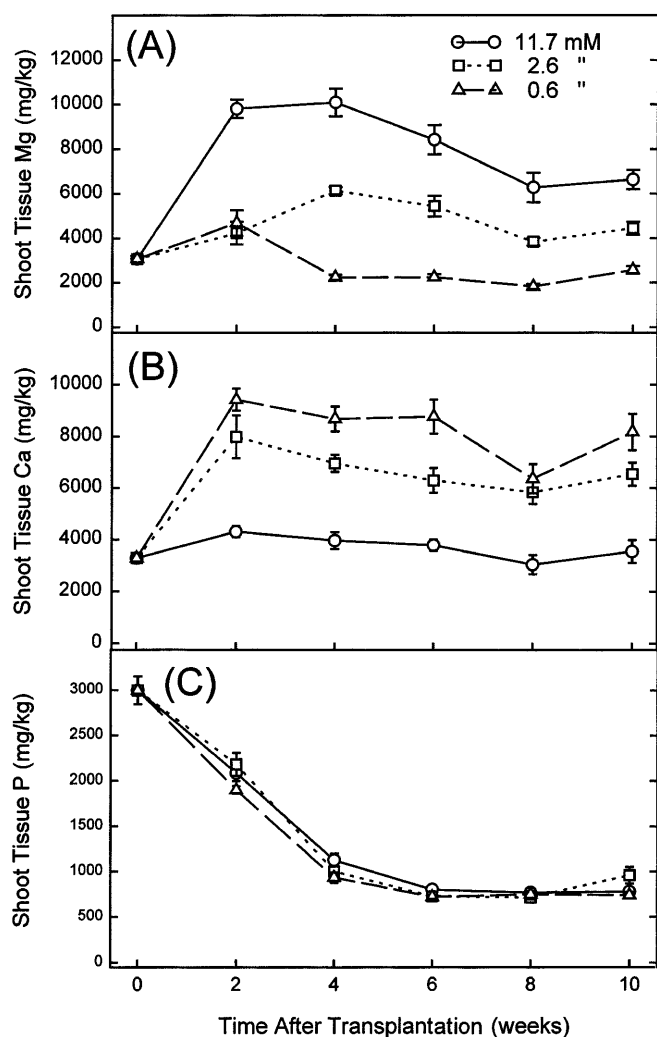 (A)
11.7 mM
2.6 "
0.6 "
12000
10000
8000
6000
4000
2000
0
Shoot Tissue Mg (mg/kg)
(B)
10000
8000
6000
4000
2000
0
Shoot Tissue Ca (mg/kg)
(C)
3000
2500
2000
1500
1000
500
0
Shoot Tissue P (mg/kg)
0 2 4 6 8 10
Time After Transplantation (weeks)